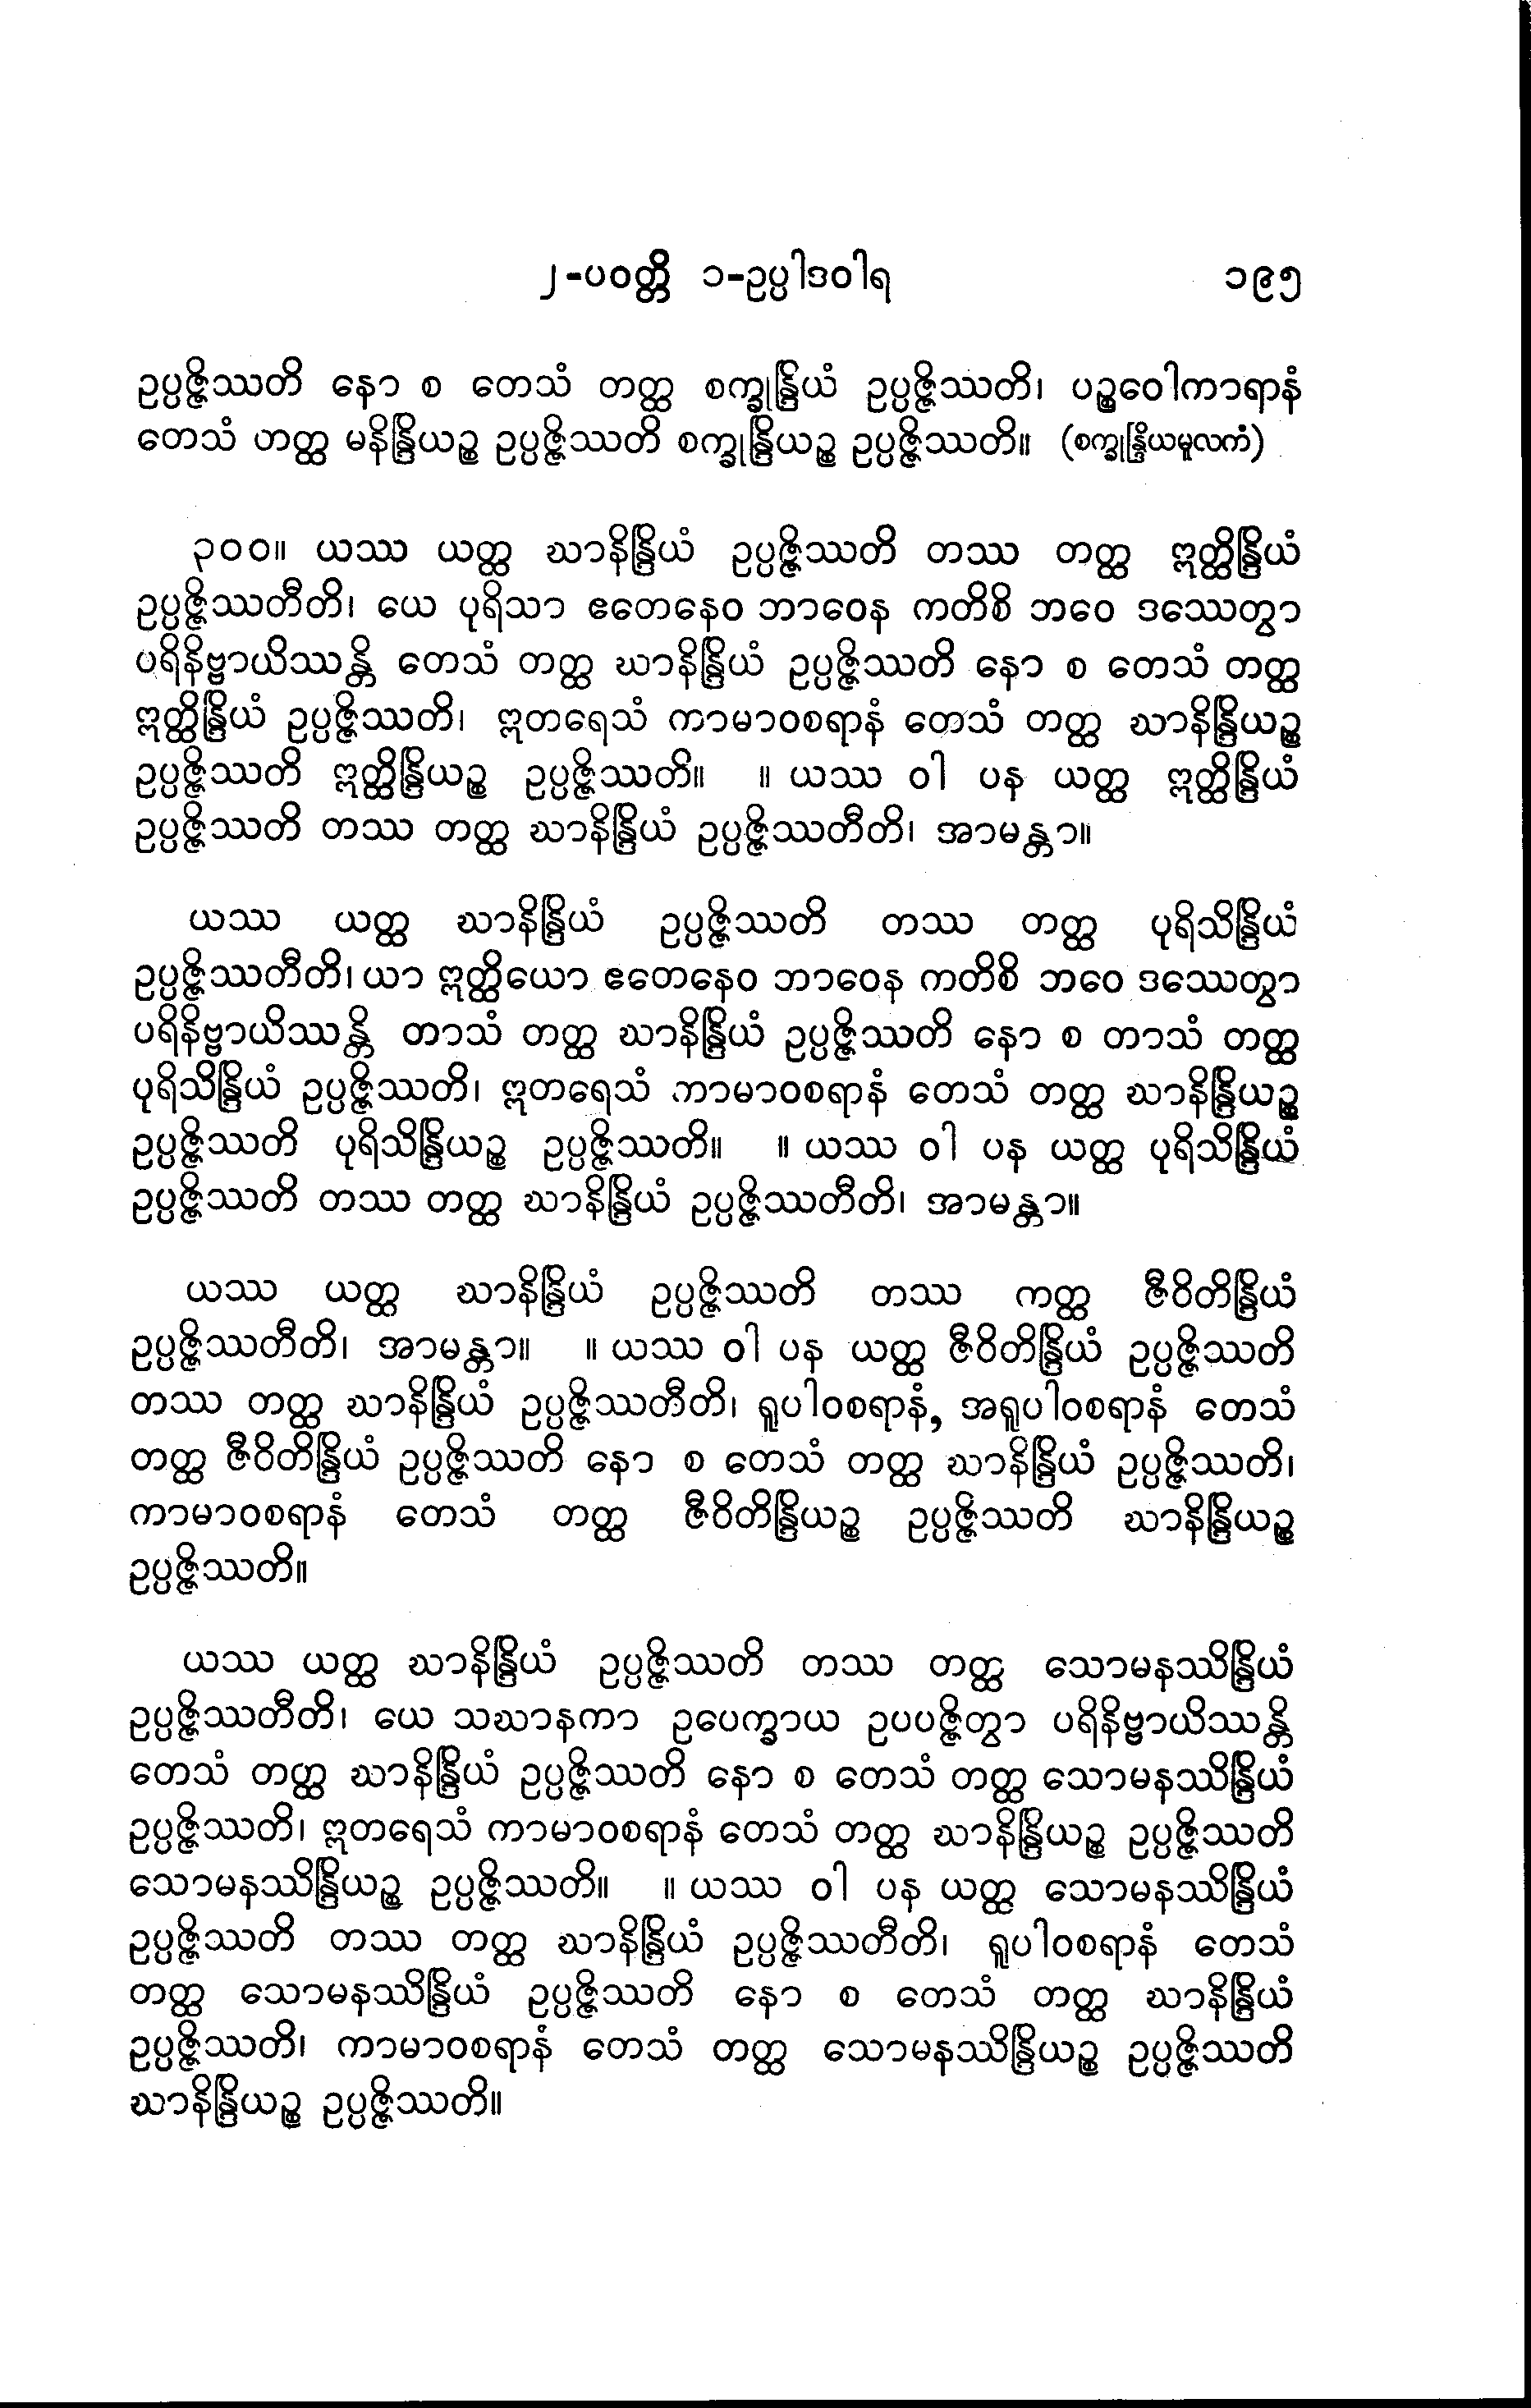 ၂-ပဝတ္တိ ၁-ဥပ္ပါဒဝါရ ၁၉၅
ဥပ္ပဇ္ဇိဿတိ နော စ တေသံ တတ္ထ စက္ခုန္ဒြိယံ ဥပ္ပဇ္ဇိဿတိ၊ ပဉ္စဝေါကာရာနံ
တေသံ တတ္ထ မနိန္ဒြိယဉ္စ ဥပ္ပဇ္ဇိဿတိ စက္ခုန္ဒြိယဉ္စ ဥပ္ပဇ္ဇိဿတိ။ (စက္ခုန္ဒြိယမူလကံ)
၃၀၀။ ယဿ ယတ္ထ ဃာနိန္ဒြိယံ ဥပ္ပဇ္ဇိဿတိ တဿ တတ္ထ ဣတ္ထိန္ဒြိယံ
ဥပ္ပဇ္ဇိဿတီတိ၊ ယေ ပုရိသာ ဧတေနေဝ ဘာဝေန ကတိစိ ဘဝေ ဒဿေတွာ
ပရိနိဗ္ဗာယိဿန္တိ တေသံ တတ္ထ ဃာနိန္ဒြိယံ ဥပ္ပဇ္ဇိဿတိ နော စ တေသံ တတ္ထ
ဣတ္ထိန္ဒြိယံ ဥပ္ပဇ္ဇိဿတိ၊ ဣတရေသံ ကာမာဝစရာနံ တေသံ တတ္ထ ဃာနိန္ဒြိယဉ္စ
ဥပ္ပဇ္ဇိဿတိ ဣတ္ထိန္ဒြိယဉ္စ ဥပ္ပဇ္ဇိဿတိ။ ။ ယဿ ဝါ ပန ယတ္ထ ဣတ္ထိန္ဒြိယံ
ဥပ္ပဇ္ဇိဿတိ တဿ တတ္ထ ဃာနိန္ဒြိယံ ဥပ္ပဇ္ဇိဿတီတိ၊ အာမန္တာ။
ယဿ ယတ္ထ ဃာနိန္ဒြိယံ ဥပ္ပဇ္ဇိဿတိ တဿ တတ္ထ ပုရိသိန္ဒြိယံ
ဥပ္ပဇ္ဇိဿတီတိ၊ ယာ ဣတ္ထိယော ဧတေနေဝ ဘာဝေန ကတိစိ ဘဝေ ဒဿေတွာ
ပရိနိဗ္ဗာယိဿန္တိ တာသံ တတ္ထ ဃာနိန္ဒြိယံ ဥပ္ပဇ္ဇိဿတိ နော စ တာသံ တတ္ထ
ပုရိသိန္ဒြိယံ ဥပ္ပဇ္ဇိဿတိ၊ ဣတရေသံ ကာမာဝစရာနံ တေသံ တတ္ထ ဃာနိန္ဒြိယဉ္စ
ဥပ္ပဇ္ဇိဿတိ ပုရိသိန္ဒြိယဉ္စ ဥပ္ပဇ္ဇိဿတိ။ ။ ယဿ ဝါ ပန ယတ္ထ ပုရိသိန္ဒြိယံ
ဥပ္ပဇ္ဇိဿတိ တဿ တတ္ထ ဃာနိန္ဒြိယံ ဥပ္ပဇ္ဇိဿတီတိ၊ အာမန္တာ။
ယဿ ယတ္ထ ဃာနိန္ဒြိယံ ဥပ္ပဇ္ဇိဿတိ တဿ ကတ္ထ ဇီဝိတိန္ဒြိယံ
ဥပ္ပဇ္ဇိဿတီတိ၊ အာမန္တာ။ ။ ယဿ ဝါ ပန ယတ္ထ ဇီဝိတိန္ဒြိယံ ဥပ္ပဇ္ဇိဿတိ
တဿ တတ္ထ ဃာနိန္ဒြိယံ ဥပ္ပဇ္ဇိဿတီတိ၊ ရူပါဝစရာနံ, အရူပါဝစရာနံ တေသံ
တတ္ထ ဇီဝိတိန္ဒြိယံ ဥပ္ပဇ္ဇိဿတိ နော စ တေသံ တတ္ထ ဃာနိန္ဒြိယံ ဥပ္ပဇ္ဇိဿတိ၊
ကာမာဝစရာနံ တေသံ တတ္ထ ဇီဝိတိန္ဒြိယဉ္စ ဥပ္ပဇ္ဇိဿတိ ဃာနိန္ဒြိယဉ္စ
ဥပ္ပဇ္ဇိဿတိ။
ယဿ ယတ္ထ ဃာနိန္ဒြိယံ ဥပ္ပဇ္ဇိဿတိ တဿ တတ္ထ သောမနဿိန္ဒြိယံ
ဥပ္ပဇ္ဇိဿတီတိ၊ ယေ သဃာနကာ ဥပေက္ခာယ ဥပပဇ္ဇိတွာ ပရိနိဗ္ဗာယိဿန္တိ
တေသံ တတ္ထ ဃာနိန္ဒြိယံ ဥပ္ပဇ္ဇိဿတိ နော စ တေသံ တတ္ထ သောမနဿိန္ဒြိယံ
ဥပ္ပဇ္ဇိဿတိ၊ ဣတရေသံ ကာမာဝစရာနံ တေသံ တတ္ထ ဃာနိန္ဒြိယဉ္စ ဥပ္ပဇ္ဇိဿတိ
သောမနဿိန္ဒြိယဉ္စ ဥပ္ပဇ္ဇိဿတိ။ ။ ယဿ ဝါ ပန ယတ္ထ သောမနဿိန္ဒြိယံ
ဥပ္ပဇ္ဇိဿတိ တဿ တတ္ထ ဃာနိန္ဒြိယံ ဥပ္ပဇ္ဇိဿတီတိ၊ ရူပါဝစရာနံ တေသံ
တတ္ထ သောမနဿိန္ဒြိယံ ဥပ္ပဇ္ဇိဿတိ နော စ တေသံ တတ္ထ ဃာနိန္ဒြိယံ
ဥပ္ပဇ္ဇိဿတိ၊ ကာမာဝစရာနံ တေသံ တတ္ထ သောမနဿိန္ဒြိယဉ္စ ဥပ္ပဇ္ဇိဿတိ
ဃာနိန္ဒြိယဉ္စ ဥပ္ပဇ္ဇိဿတိ။